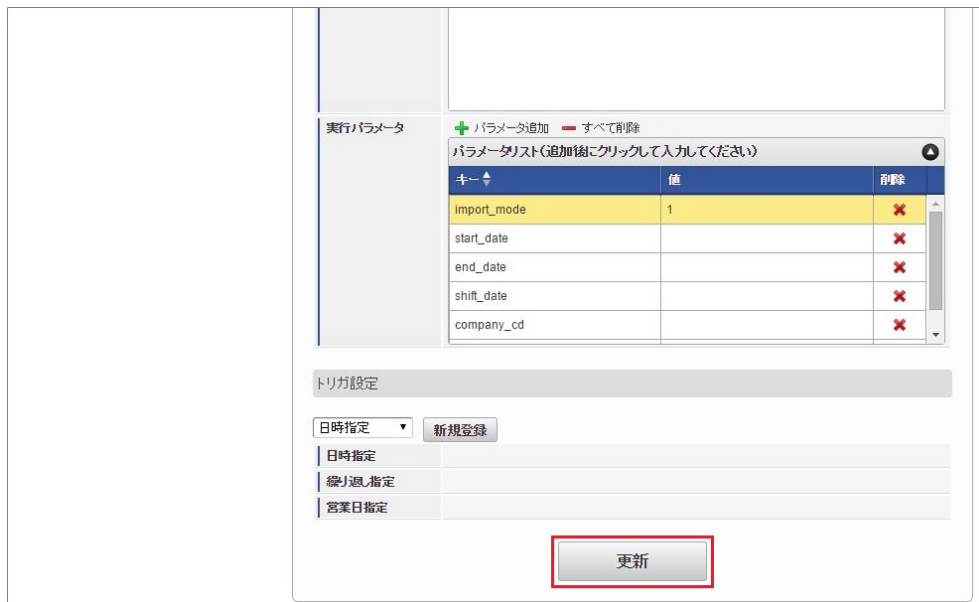 実行パラメータ
パラメータ追加 すべて削除
パラメータリスト(追加後にクリックして入力してください)
キー 値 削除
import_mode 1
start_date
end_date
shift_date
company_cd
トリガ設定
日時指定 新規登録
日時指定
繰り返し指定
営業日指定
更新